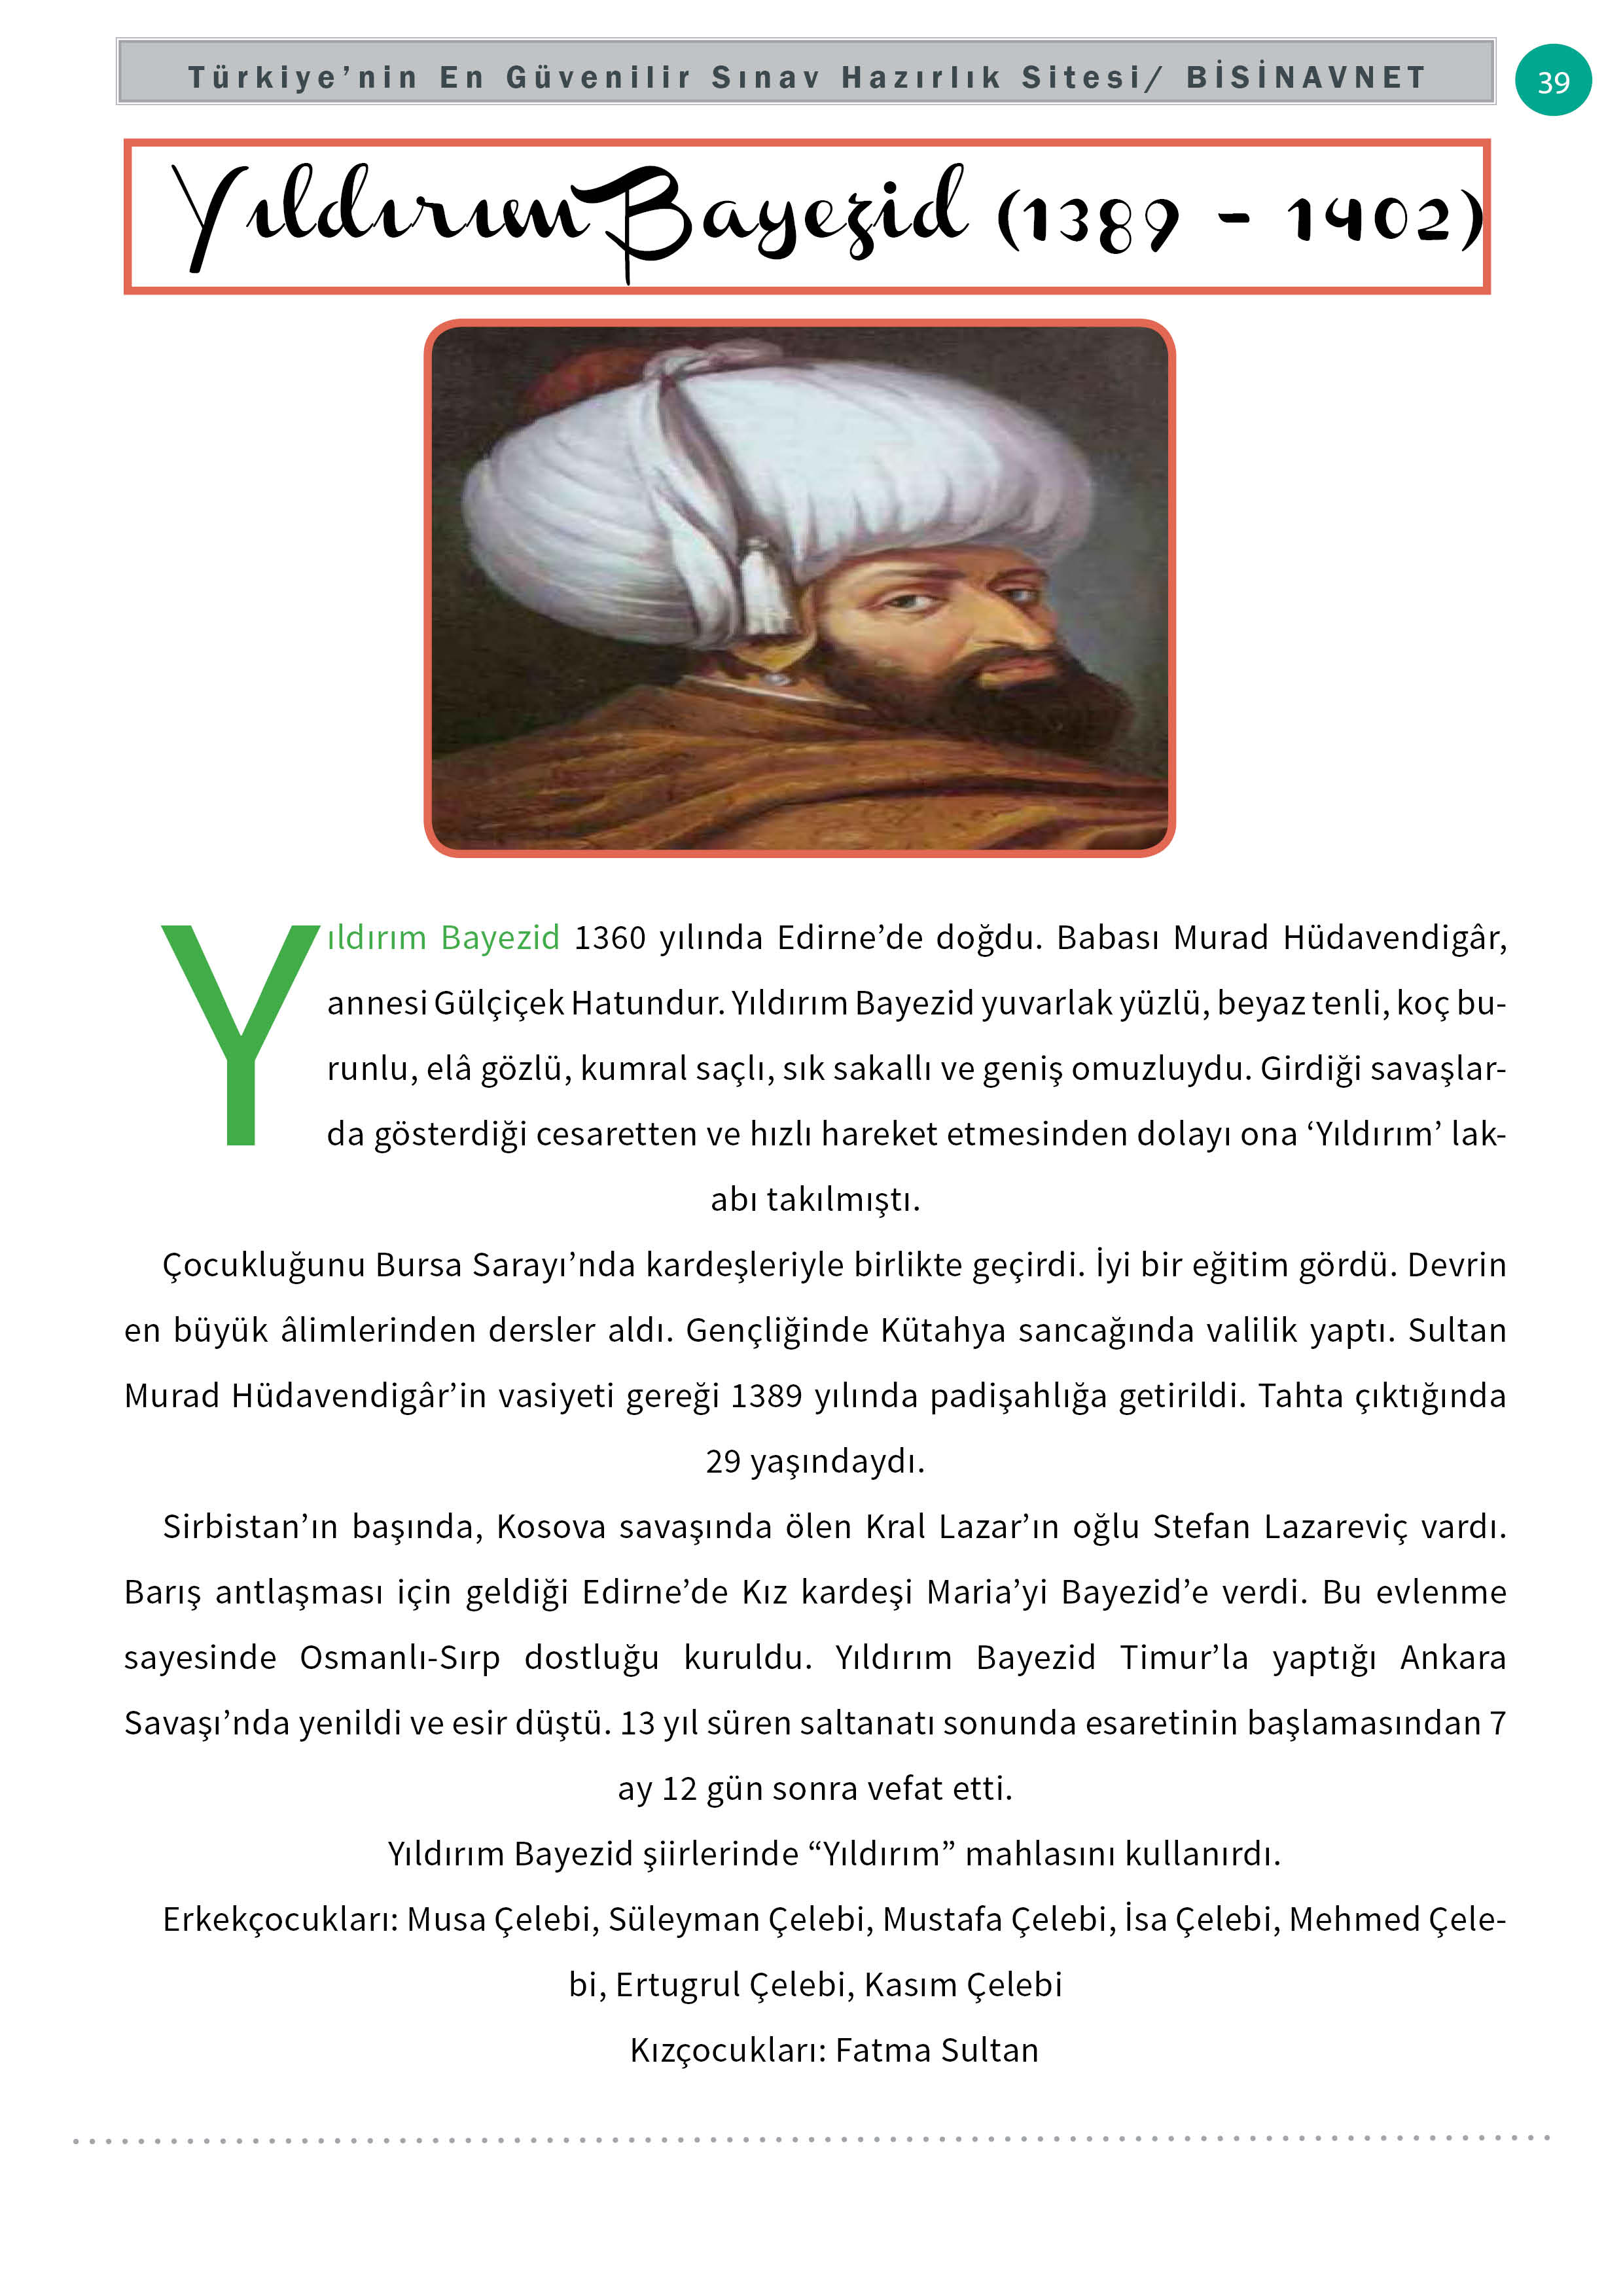 Türkiye’nin En Güvenilir Sınav Hazırlık Sitesi/ BİSİNAVNET
39
Yıldırım Bayezid (1389 - 1402)
Yıldırım Bayezid 1360 yılında Edirne’de doğdu. Babası Murad Hüdavendigâr,
annesi Gülçiçek Hatundur. Yıldırım Bayezid yuvarlak yüzlü, beyaz tenli, koç bu-
runlu, elâ gözlü, kumral saçlı, sık sakallı ve geniş omuzluydu. Girdiği savaşlar-
da gösterdiği cesaretten ve hızlı hareket etmesinden dolayı ona ‘Yıldırım’ lak-
abı takılmıştı.
Çocukluğunu Bursa Sarayı’nda kardeşleriyle birlikte geçirdi. İyi bir eğitim gördü. Devrin
en büyük âlimlerinden dersler aldı. Gençliğinde Kütahya sancağında valilik yaptı. Sultan
Murad Hüdavendigâr’in vasiyeti gereği 1389 yılında padişahlığa getirildi. Tahta çıktığında
29 yaşındaydı.
Sirbistan’ın başında, Kosova savaşında ölen Kral Lazar’ın oğlu Stefan Lazareviç vardı.
Barış antlaşması için geldiği Edirne’de Kız kardeşi Maria’yi Bayezid’e verdi. Bu evlenme
sayesinde Osmanlı-Sırp dostluğu kuruldu. Yıldırım Bayezid Timur’la yaptığı Ankara
Savaşı’nda yenildi ve esir düştü. 13 yıl süren saltanatı sonunda esaretinin başlamasından 7
ay 12 gün sonra vefat etti.
Yıldırım Bayezid şiirlerinde “Yıldırım” mahlasını kullanırdı.
Erkekçocukları: Musa Çelebi, Süleyman Çelebi, Mustafa Çelebi, İsa Çelebi, Mehmed Çele-
bi, Ertugrul Çelebi, Kasım Çelebi
Kızçocukları: Fatma Sultan